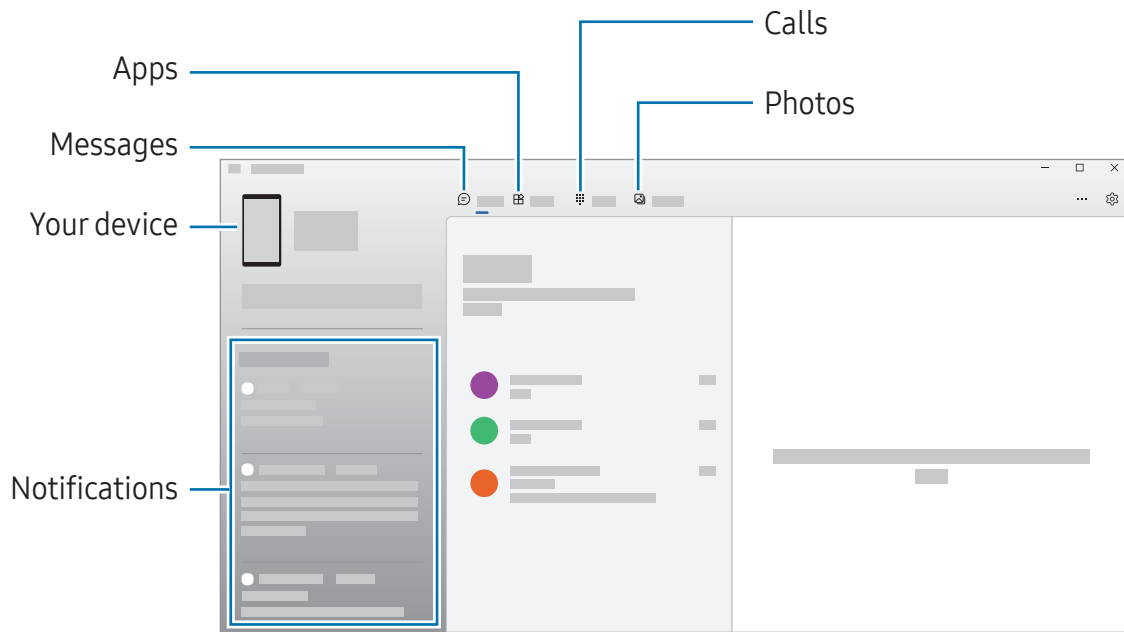 Calls
Apps
Photos
Messages
Your device
Notifications